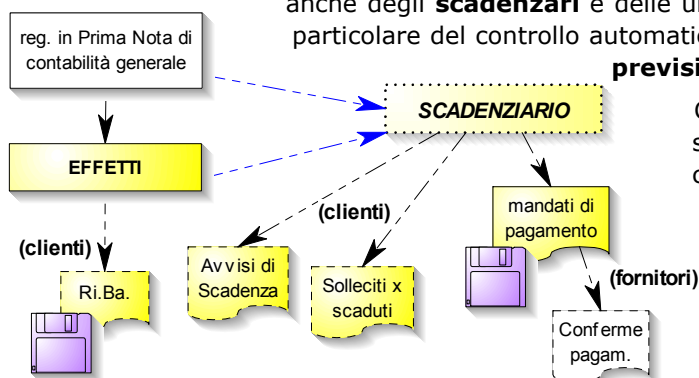 anche degli scadenzari e delle u
particolare del controllo automatic
previsi
reg. in Prima Nota di
contabilità generale
SCADENZIARIO
EFFETTI
(clienti)
Ri.Ba.
(clienti)
Avvisi di
Scadenza
Solleciti x
scaduti
mandati di
pagamento
(fornitori)
Conferme
pagam.